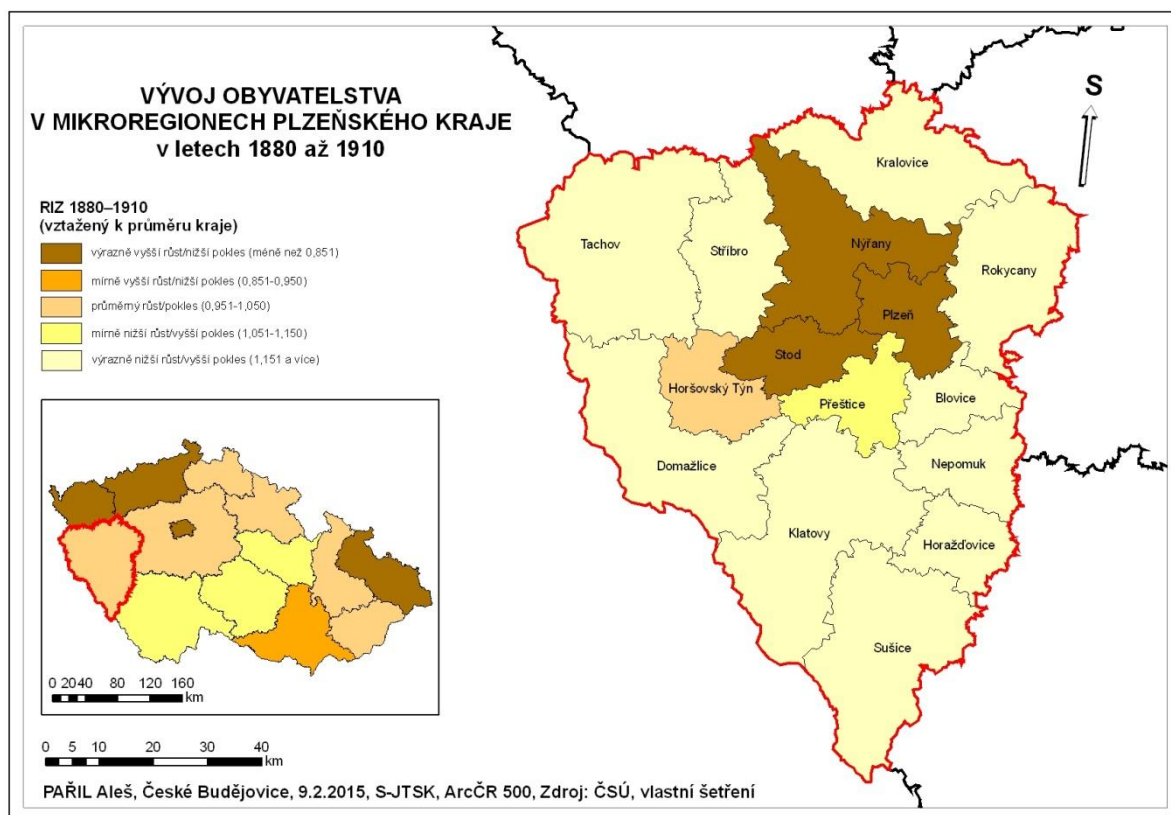 VÝVOJ OBYVATELSTVA
V MIKROREGIONECH PLZEŇSKÉHO KRAJE
v letech 1880 až 1910
RIZ 1880–1910
(vztažený k průměru kraje)
výrazně vyšší růst/nižší pokles (méně než 0,851)
mírně vyšší růst/nižší pokles (0,851-0,950)
průměrný růst/pokles (0,951-1,050)
mírně nižší růst/vyšší pokles (1,051-1,150)
výrazně nižší růst/vyšší pokles (1,151 a více)
S
Kralovice
Tachov
Stříbro
Nýřany
Rokycany
Plzeň
Stod
Horšovský Týn
Přeštice
Blovice
Domažlice
Nepomuk
Klatovy
Horažďovice
Sušice
0 20 40 80 120 160
km
0 5 10 20 30 40
km
PAŘIL Aleš, České Budějovice, 9.2.2015, S-JTSK, ArcČR 500, Zdroj: ČSÚ, vlastní šetření